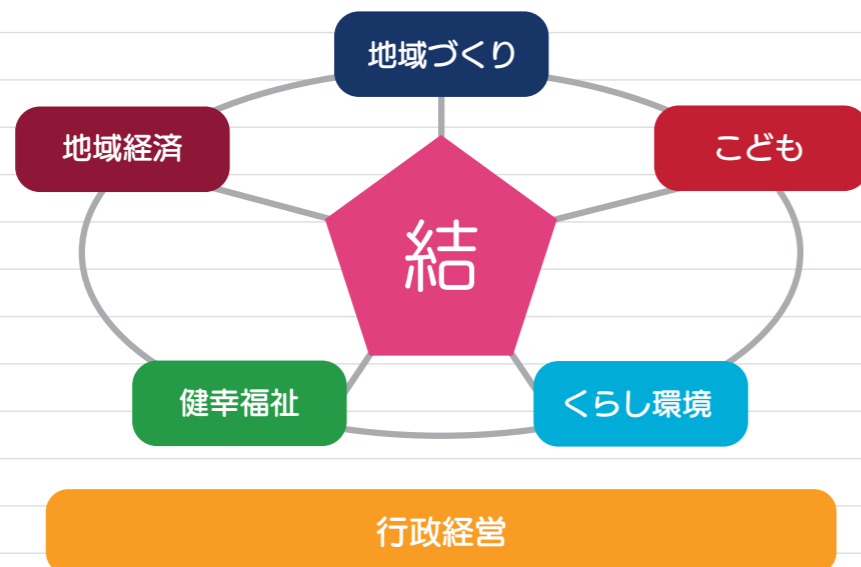 地域づくり
地域経済
こども
結
健幸福祉
くらし環境
行政経営